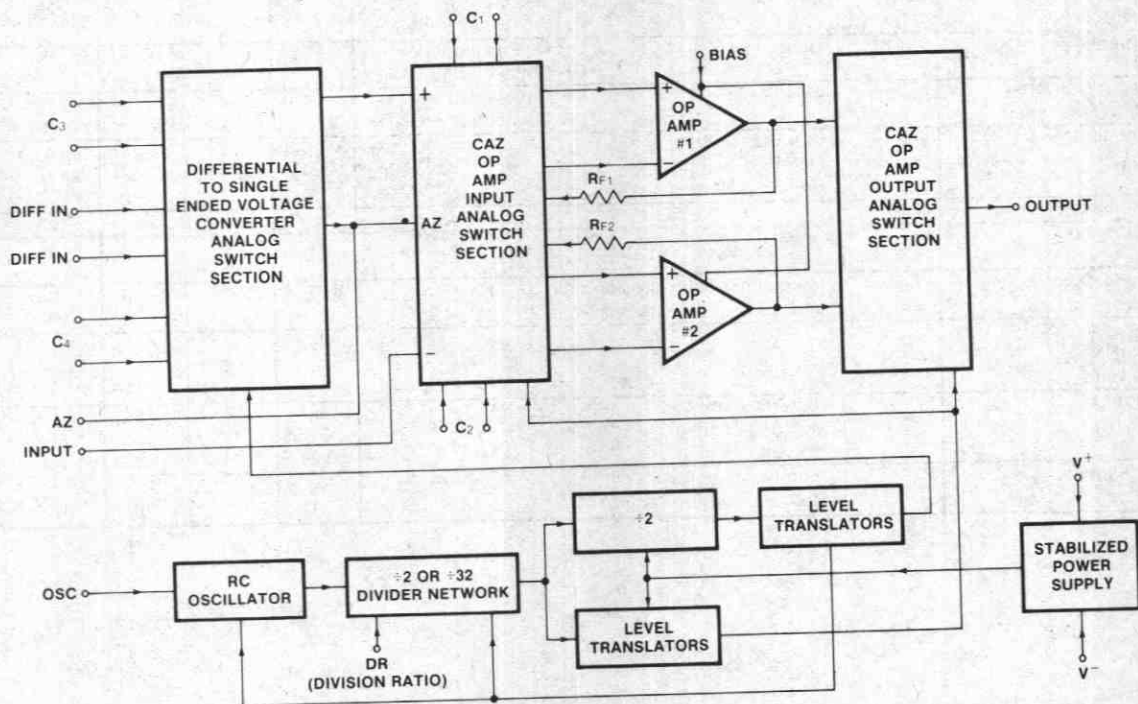 C1
BIAS
C3
DIFFERENTIAL
TO SINGLE
ENDED VOLTAGE
CONVERTER
ANALOG
SWITCH
SECTION
DIFF IN
DIFF IN
C4
AZ
INPUT
+
CAZ
OP
AMP
INPUT
ANALOG
SWITCH
SECTION
AZ
−
C2
+
OP
AMP
#1
−
RF1
RF2
+
OP
AMP
#2
−
CAZ
OP
AMP
OUTPUT
ANALOG
SWITCH
SECTION
OUTPUT
OSC
RC
OSCILLATOR
÷2 OR ÷32
DIVIDER NETWORK
DR
(DIVISION RATIO)
÷2
LEVEL
TRANSLATORS
LEVEL
TRANSLATORS
V+
STABILIZED
POWER
SUPPLY
V−